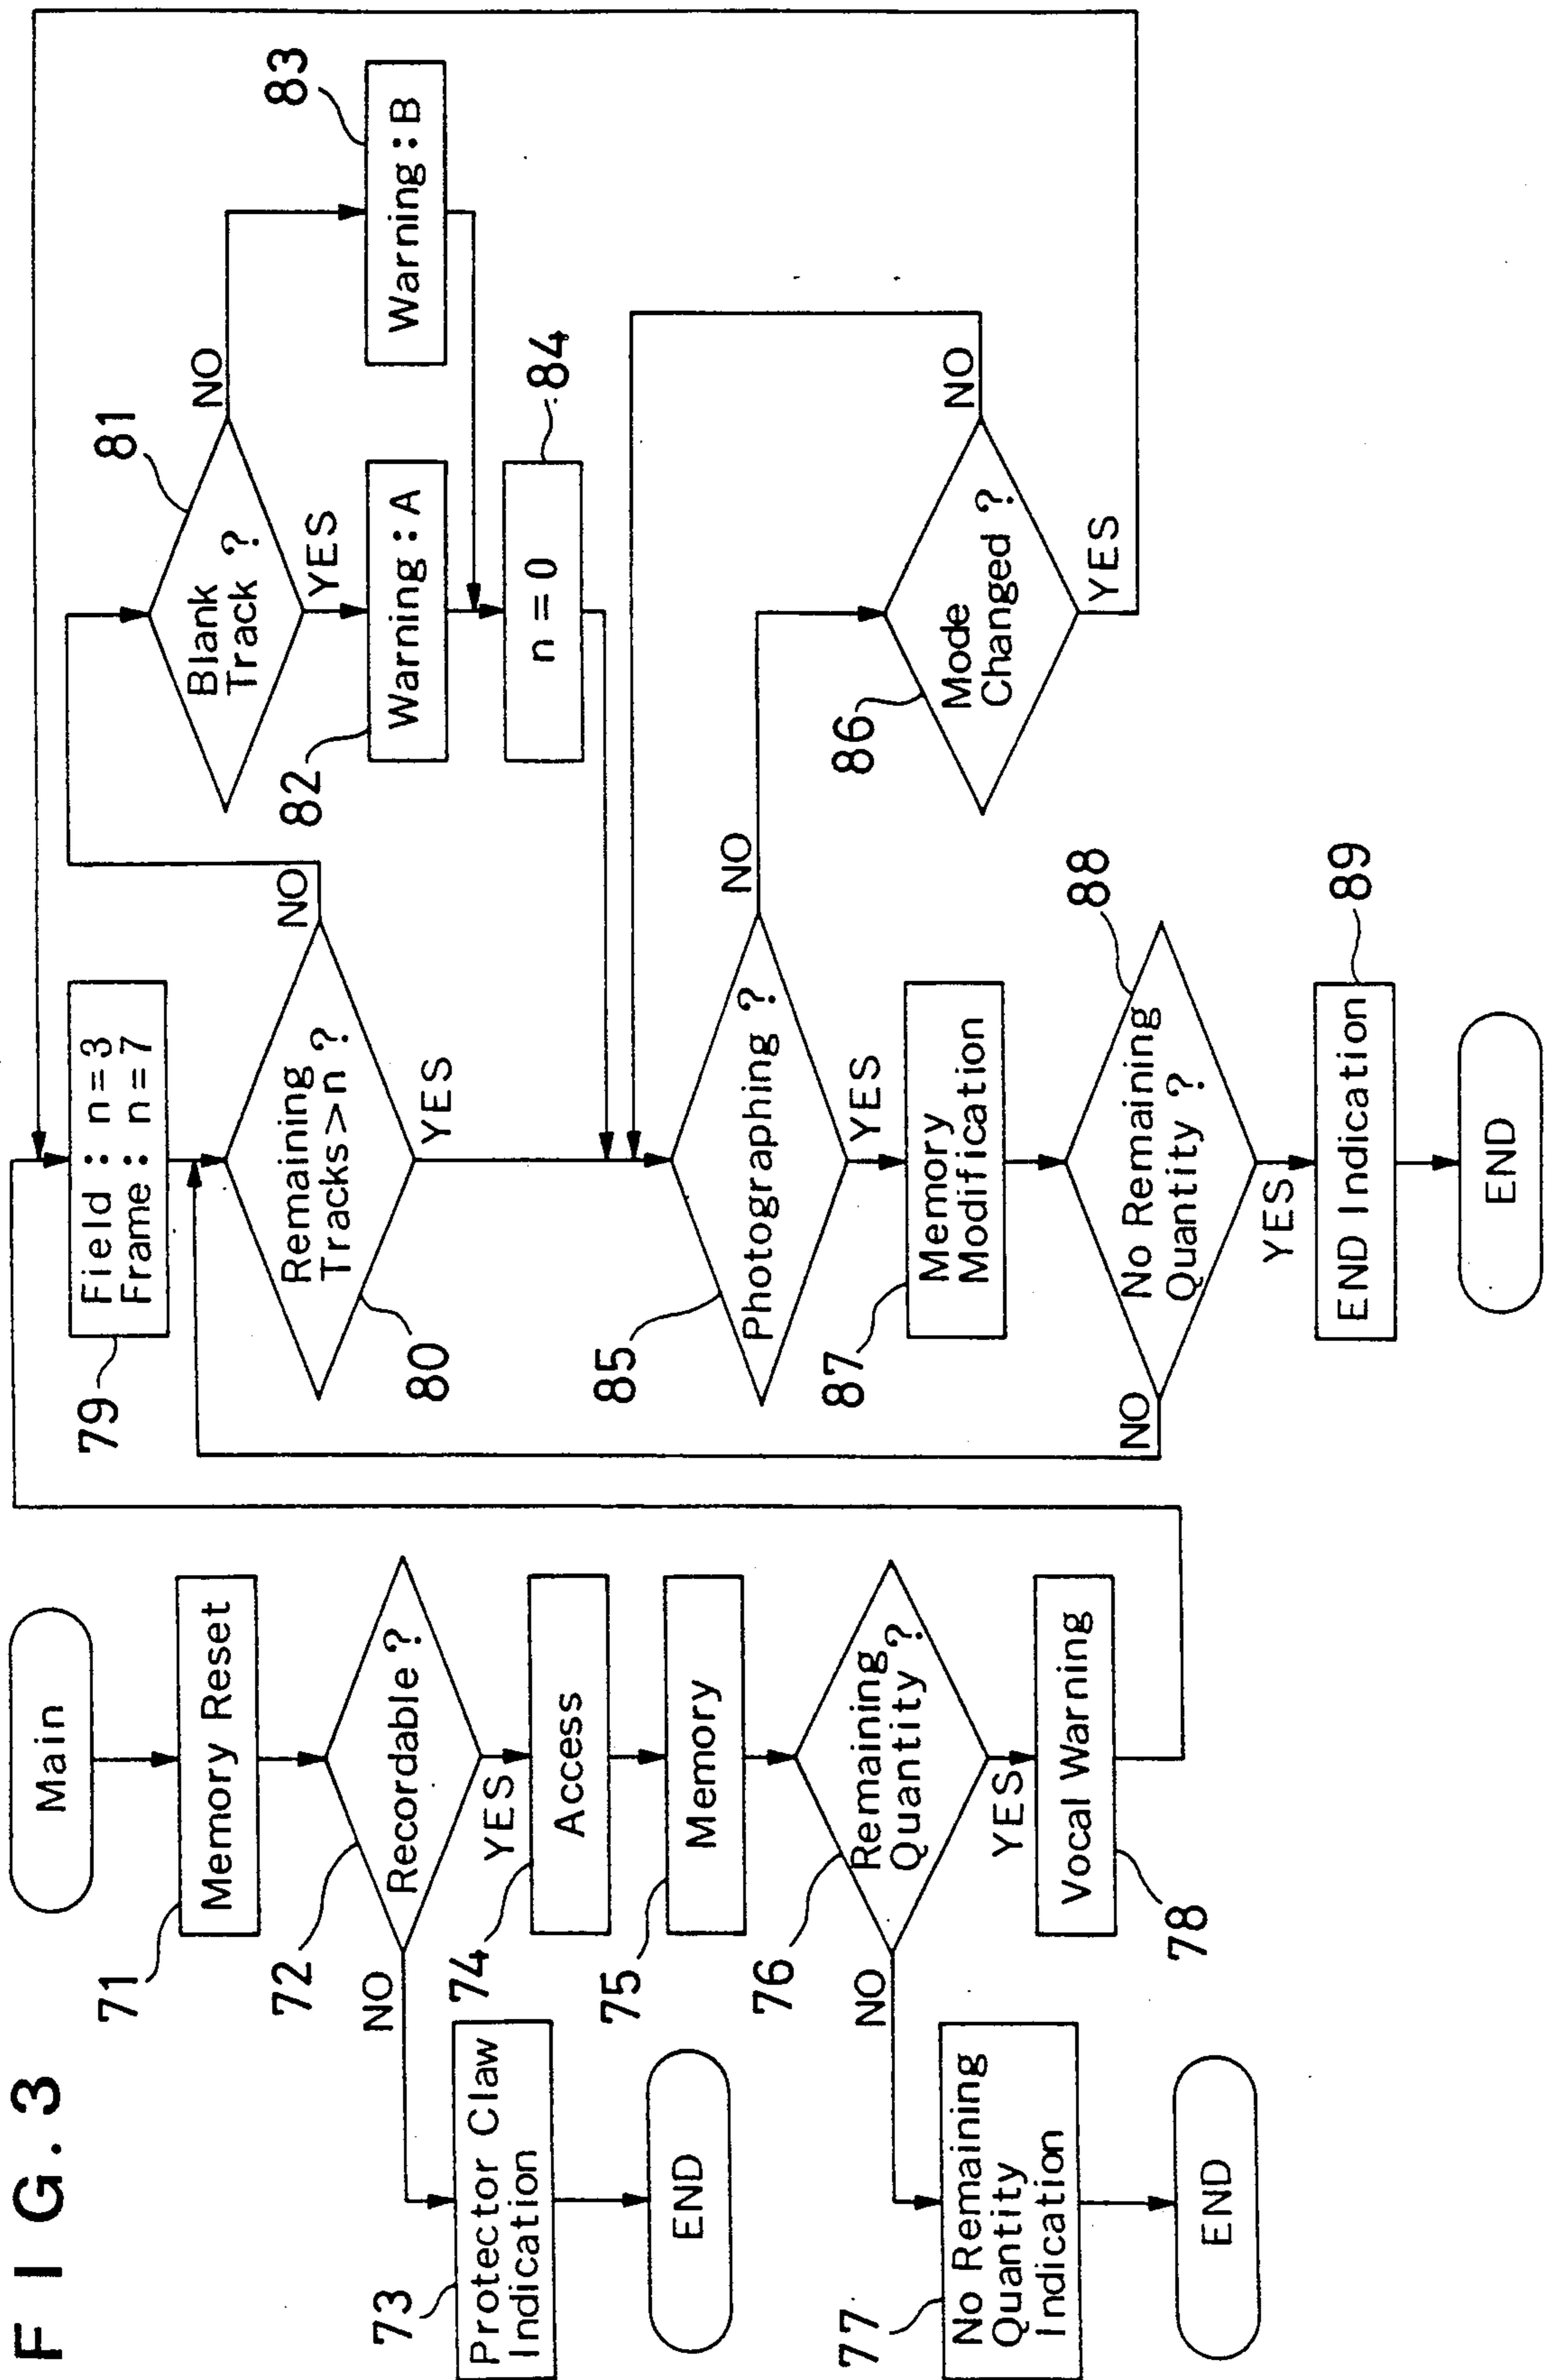 FIG. 3
Main
71
Memory Reset
72
Recordable ?
NO
YES
73
Protector Claw
Indication
END
74
Access
75
Memory
76
Remaining
Quantity ?
NO
YES
77
No Remaining
Quantity
Indication
END
78
Vocal Warning
79
Field : n=3
Frame : n=7
80
Remaining
Tracks>n ?
NO
YES
81
Blank
Track ?
NO
YES
82
Warning : A
83
Warning : B
84
n = 0
85
Photographing ?
NO
YES
86
Mode
Changed ?
NO
YES
87
Memory
Modification
88
No Remaining
Quantity ?
NO
YES
89
END Indication
END